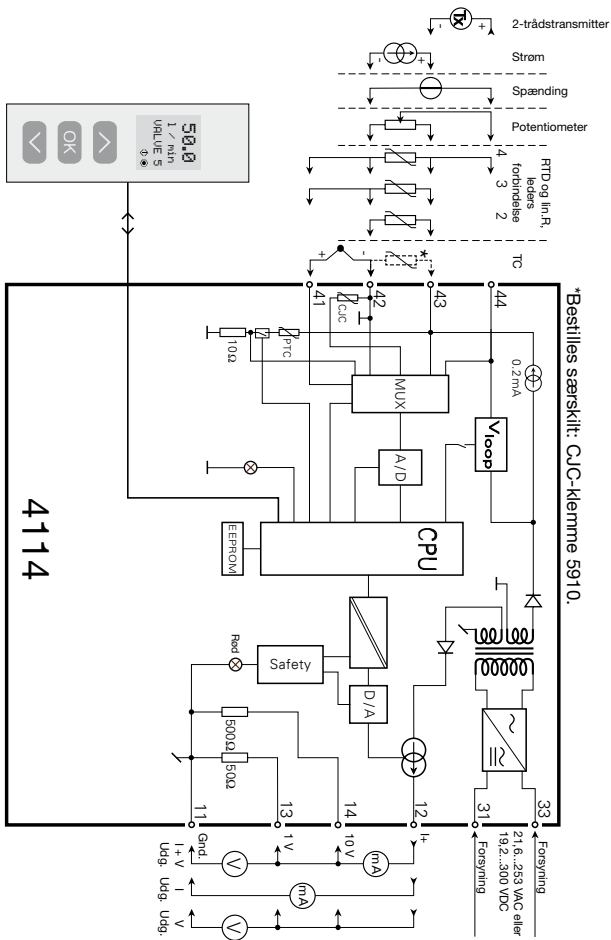 *Bestilles særskilt: CJC-klemme 5910.
2-trådstransmitter
Tx
-
+
Strøm
-
+
Spænding
Potentiometer
RTD og lin.R,
leders
forbindelse
4
3
2
TC
+
-
*
41
42
43
44
CJC
PTC
10Ω
MUX
0.2mA
Vloop
A/D
CPU
EEPROM
50.0
l / min
VALVE 5
OK
4114
Safety
Rød
D/A
500Ω
50Ω
11
13
14
12
31
33
Gnd.
1 V
10 V
I+
Forsyning
Forsyning
21,6...253 VAC eller
19,2...300 VDC
V
mA
I + V
Udg.
mA
I
Udg.
V
V
Udg.
Udg.